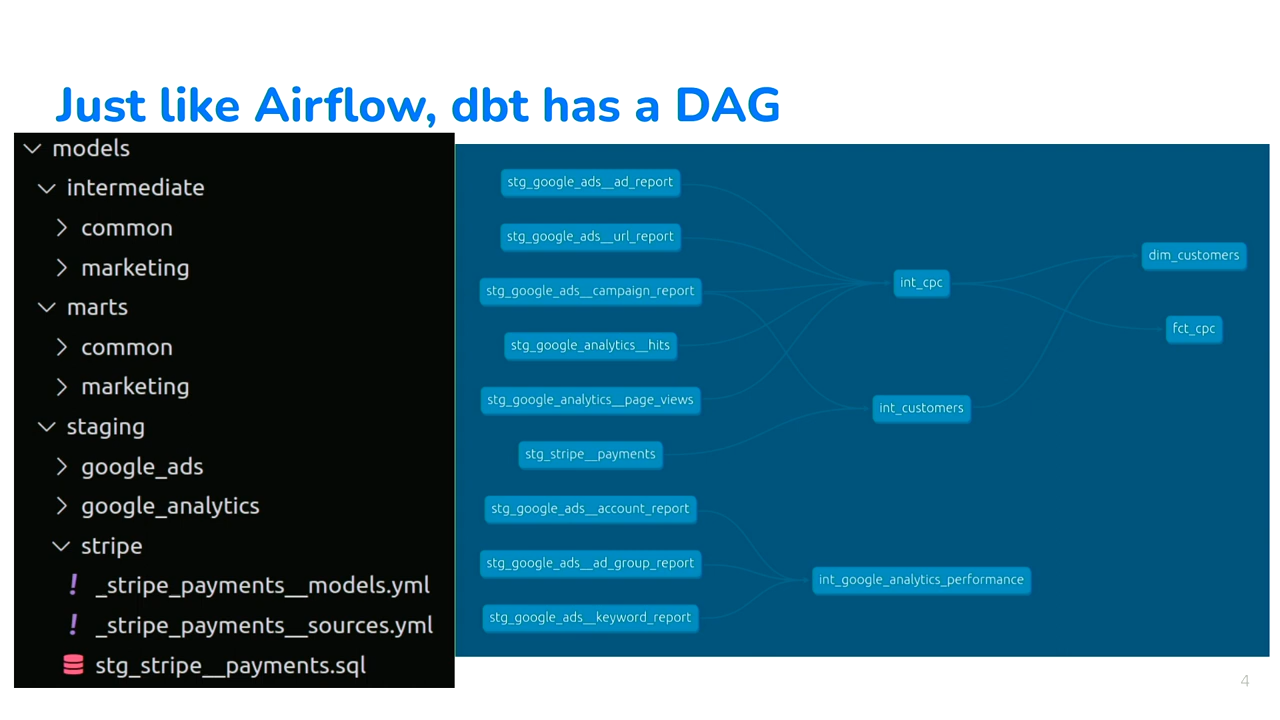 Just like Airflow, dbt has a DAG
models
intermediate
common
marketing
marts
common
marketing
staging
google_ads
google_analytics
stripe
_stripe_payments__models.yml
_stripe_payments__sources.yml
stg_stripe__payments.sql
stg_google_ads__ad_report
stg_google_ads__url_report
stg_google_ads__campaign_report
stg_google_analytics__hits
stg_google_analytics__page_views
stg_stripe__payments
stg_google_ads__account_report
stg_google_ads__ad_group_report
stg_google_ads__keyword_report
int_cpc
int_customers
int_google_analytics_performance
dim_customers
fct_cpc
4